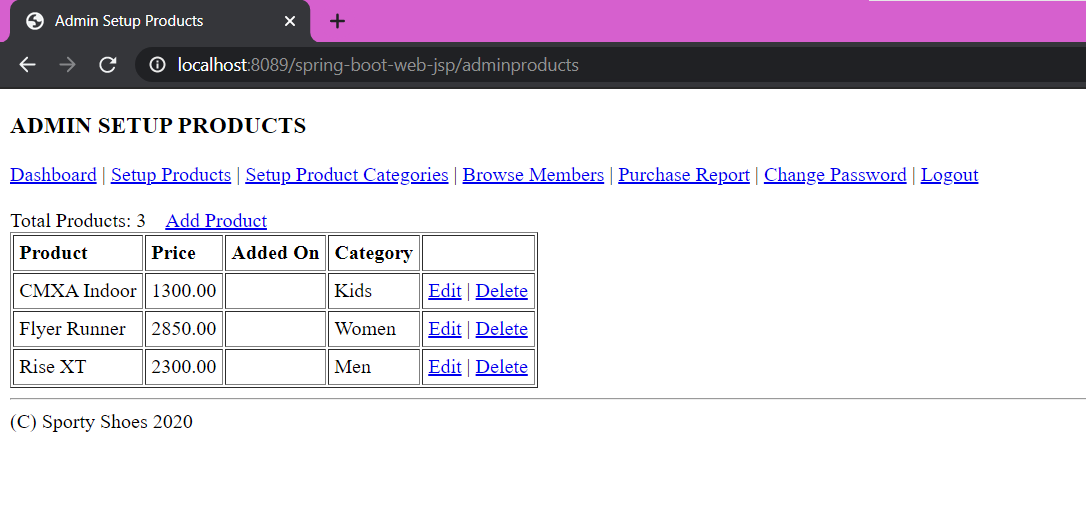 Admin Setup Products
localhost:8089/spring-boot-web-jsp/adminproducts
ADMIN SETUP PRODUCTS
Dashboard | Setup Products | Setup Product Categories | Browse Members | Purchase Report | Change Password | Logout
Total Products: 3 Add Product
Product Price Added On Category
CMXA Indoor 1300.00 Kids Edit | Delete
Flyer Runner 2850.00 Women Edit | Delete
Rise XT 2300.00 Men Edit | Delete
(C) Sporty Shoes 2020